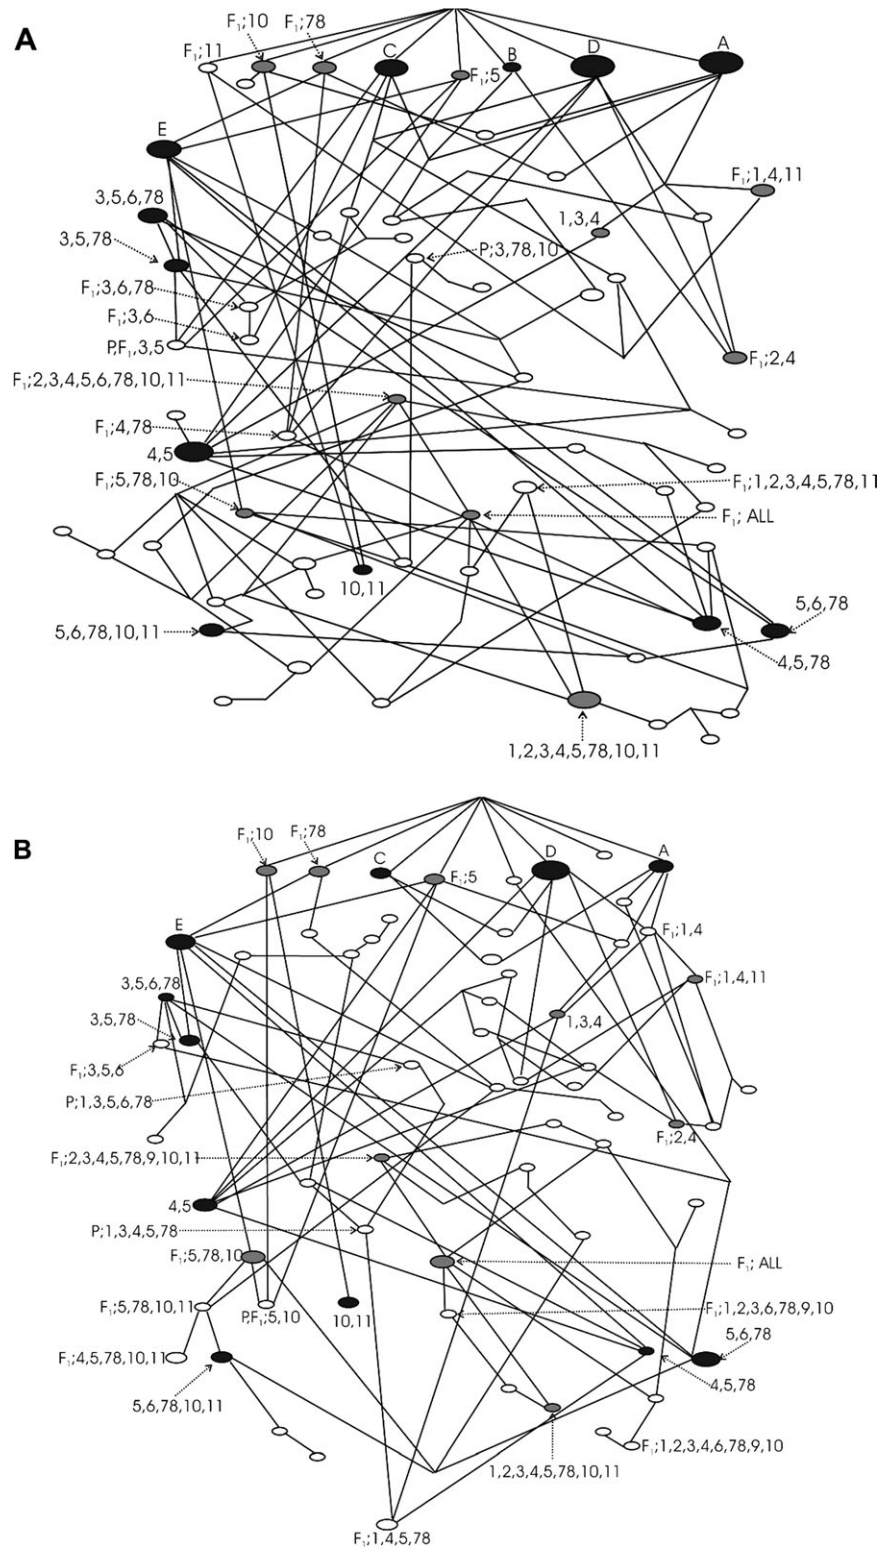 A
F₁;11
F₁;10
F₁;78
C
F₁;5
B
D
A
E
F₁;1,4,11
3,5,6,78
1,3,4
3,5,78
P;3,78,10
F₁;3,6,78
F₁;3,6
P,F₁,3,5
F₁;2,4
F₁;2,3,4,5,6,78,10,11
F₁;4,78
4,5
F₁;5,78,10
F₁;1,2,3,4,5,78,11
F₁; ALL
10,11
5,6,78
5,6,78,10,11
4,5,78
1,2,3,4,5,78,10,11
B
F₁;10
F₁;78
C
F₁;5
D
A
E
F₁;1,4
3,5,6,78
F₁;1,4,11
3,5,78
1,3,4
F₁;3,5,6
P;1,3,5,6,78
F₁;2,4
F₁;2,3,4,5,78,9,10,11
4,5
P;1,3,4,5,78
F₁;5,78,10
F₁; ALL
F₁;5,78,10,11
P,F₁;5,10
10,11
F₁;1,2,3,6,78,9,10
5,6,78
F₁;4,5,78,10,11
4,5,78
5,6,78,10,11
F₁;1,2,3,4,6,78,9,10
1,2,3,4,5,78,10,11
F₁;1,4,5,78